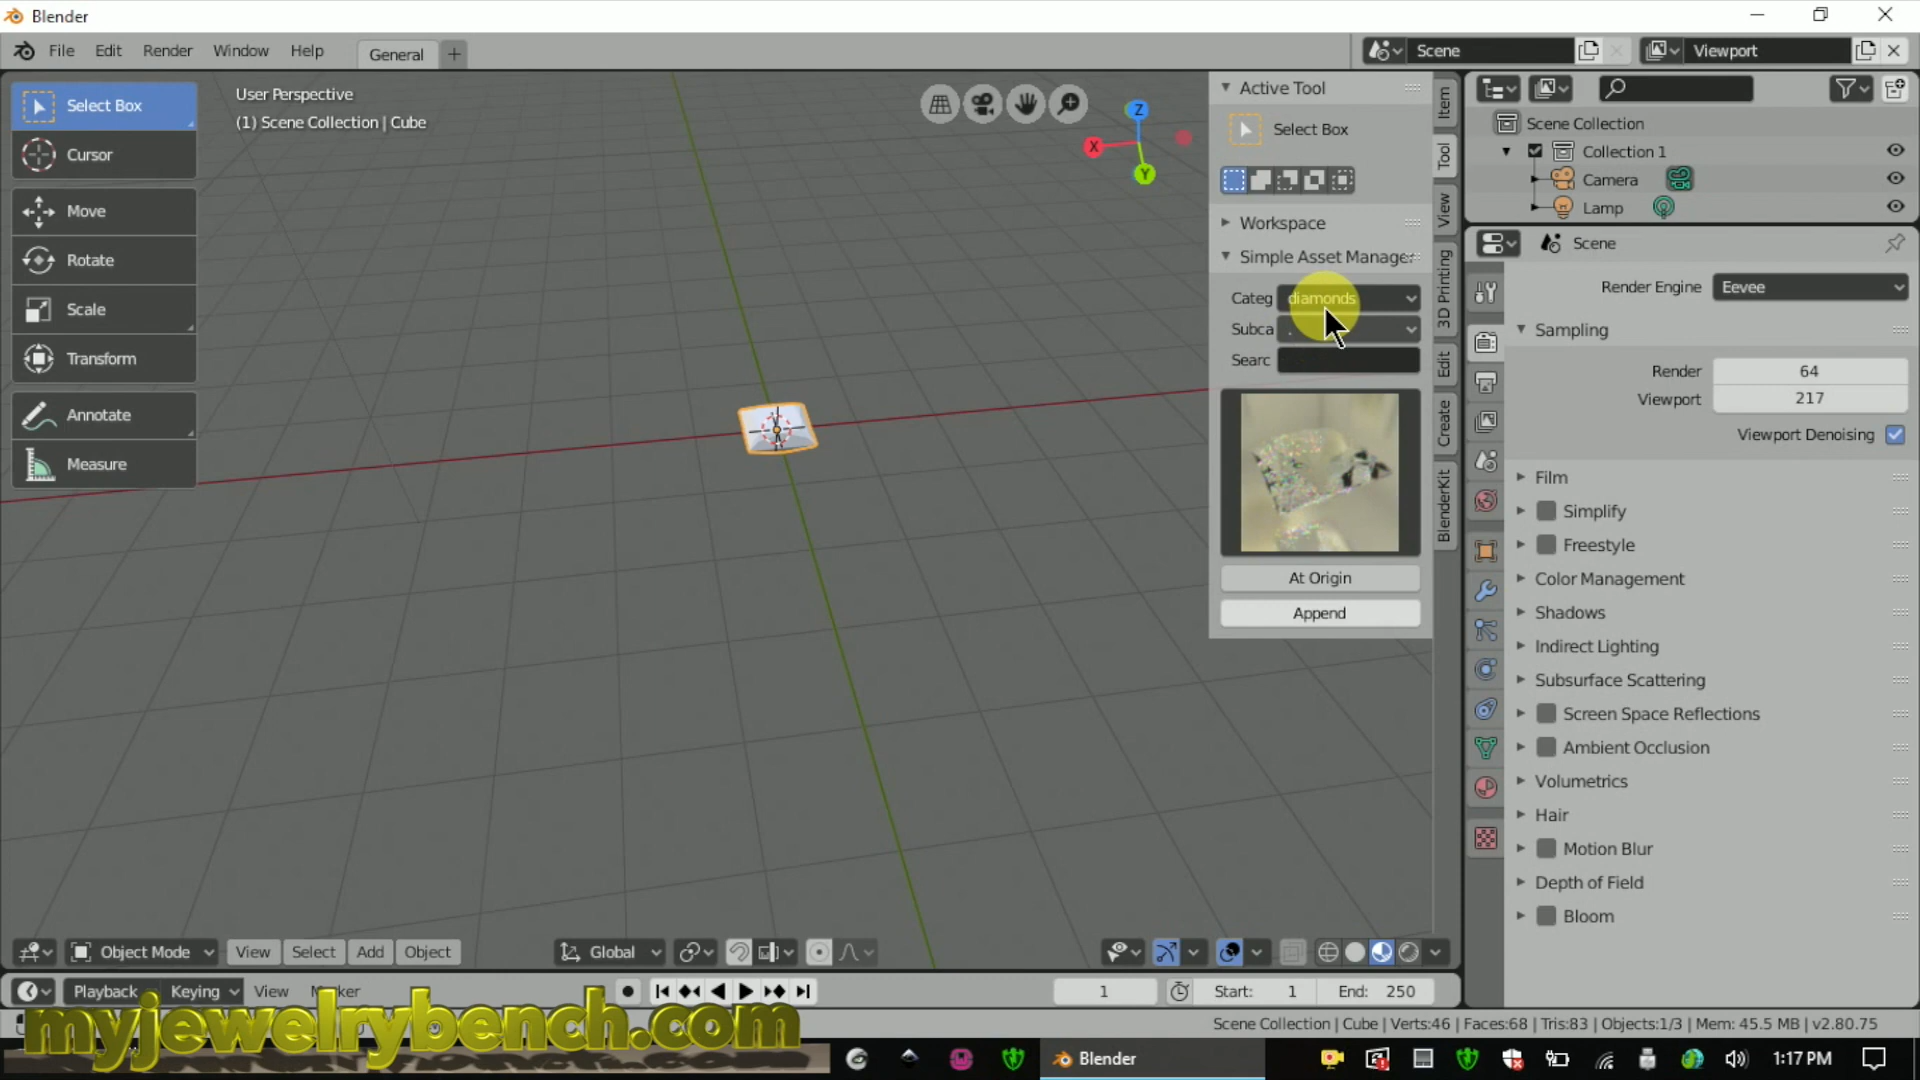 Blender
File Edit Render Window Help General + Scene Viewport
Select Box
Cursor
Move
Rotate
Scale
Transform
Annotate
Measure
User Perspective
(1) Scene Collection | Cube
Z
X
Y
Active Tool
Select Box
Workspace
Simple Asset Manager
Categ diamonds
Subca .
Searc
At Origin
Append
Item
Tool
View
3D Printing
Edit
Create
BlenderKit
Scene Collection
Collection 1
Camera
Lamp
Scene
Render Engine Eevee
Sampling
Render 64
Viewport 217
Viewport Denoising
Film
Simplify
Freestyle
Color Management
Shadows
Indirect Lighting
Subsurface Scattering
Screen Space Reflections
Ambient Occlusion
Volumetrics
Hair
Motion Blur
Depth of Field
Bloom
Object Mode View Select Add Object Global
Playback Keying View 1 Start: 1 End: 250
myjewelrybench.com
Scene Collection | Cube | Verts:46 | Faces:68 | Tris:83 | Objects:1/3 | Mem: 45.5 MB | v2.80.75
Blender 1:17 PM